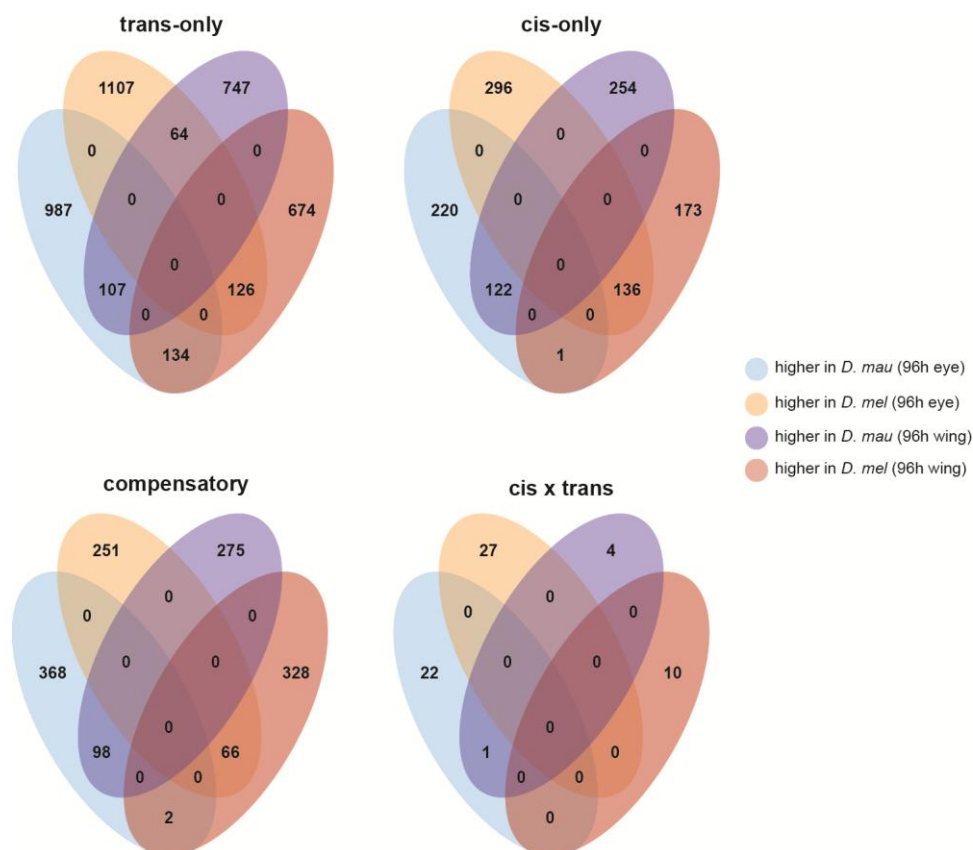 trans-only
1107 747
64
0 0
987 0 0 674
0
107 126
0 0
134
cis-only
296 254
0
0 0
220 0 0 173
0
122 136
0 0
1
higher in D. mau (96h eye)
higher in D. mel (96h eye)
higher in D. mau (96h wing)
higher in D. mel (96h wing)
compensatory
251 275
0
0 0
368 0 0 328
0
98 66
0 0
2
cis x trans
27 4
0
0 0
22 0 0 10
0
1 0
0 0
0